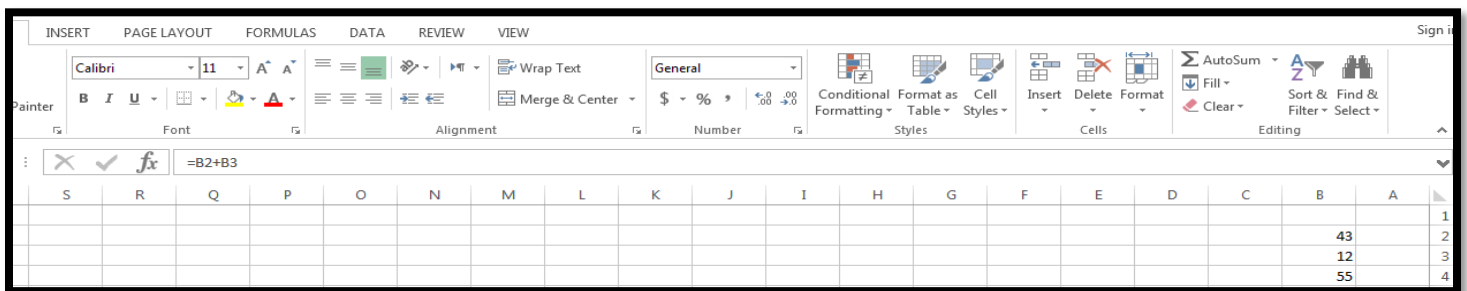 INSERT PAGE LAYOUT FORMULAS DATA REVIEW VIEW Sign i
Calibri 11 A A Wrap Text General AutoSum
Fill
Painter B I U A Merge & Center $ % , .00 .00 Conditional Format as Cell Insert Delete Format Clear Sort & Find &
Formatting Table Styles Filter Select
Font Alignment Number Styles Cells Editing
fx =B2+B3
S R Q P O N M L K J I H G F E D C B A
1
43 2
12 3
55 4